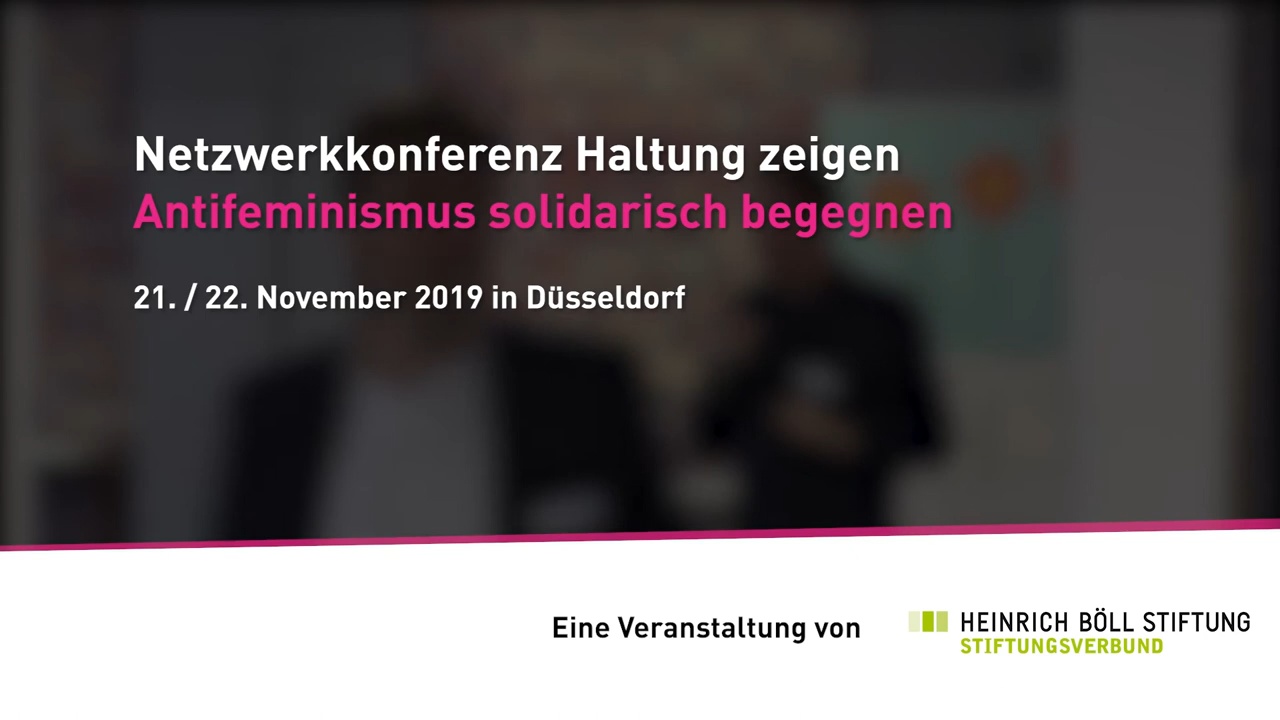 Netzwerkkonferenz Haltung zeigen
Antifeminismus solidarisch begegnen
21. / 22. November 2019 in Düsseldorf
Eine Veranstaltung von
HEINRICH BÖLL STIFTUNG
STIFTUNGSVERBUND